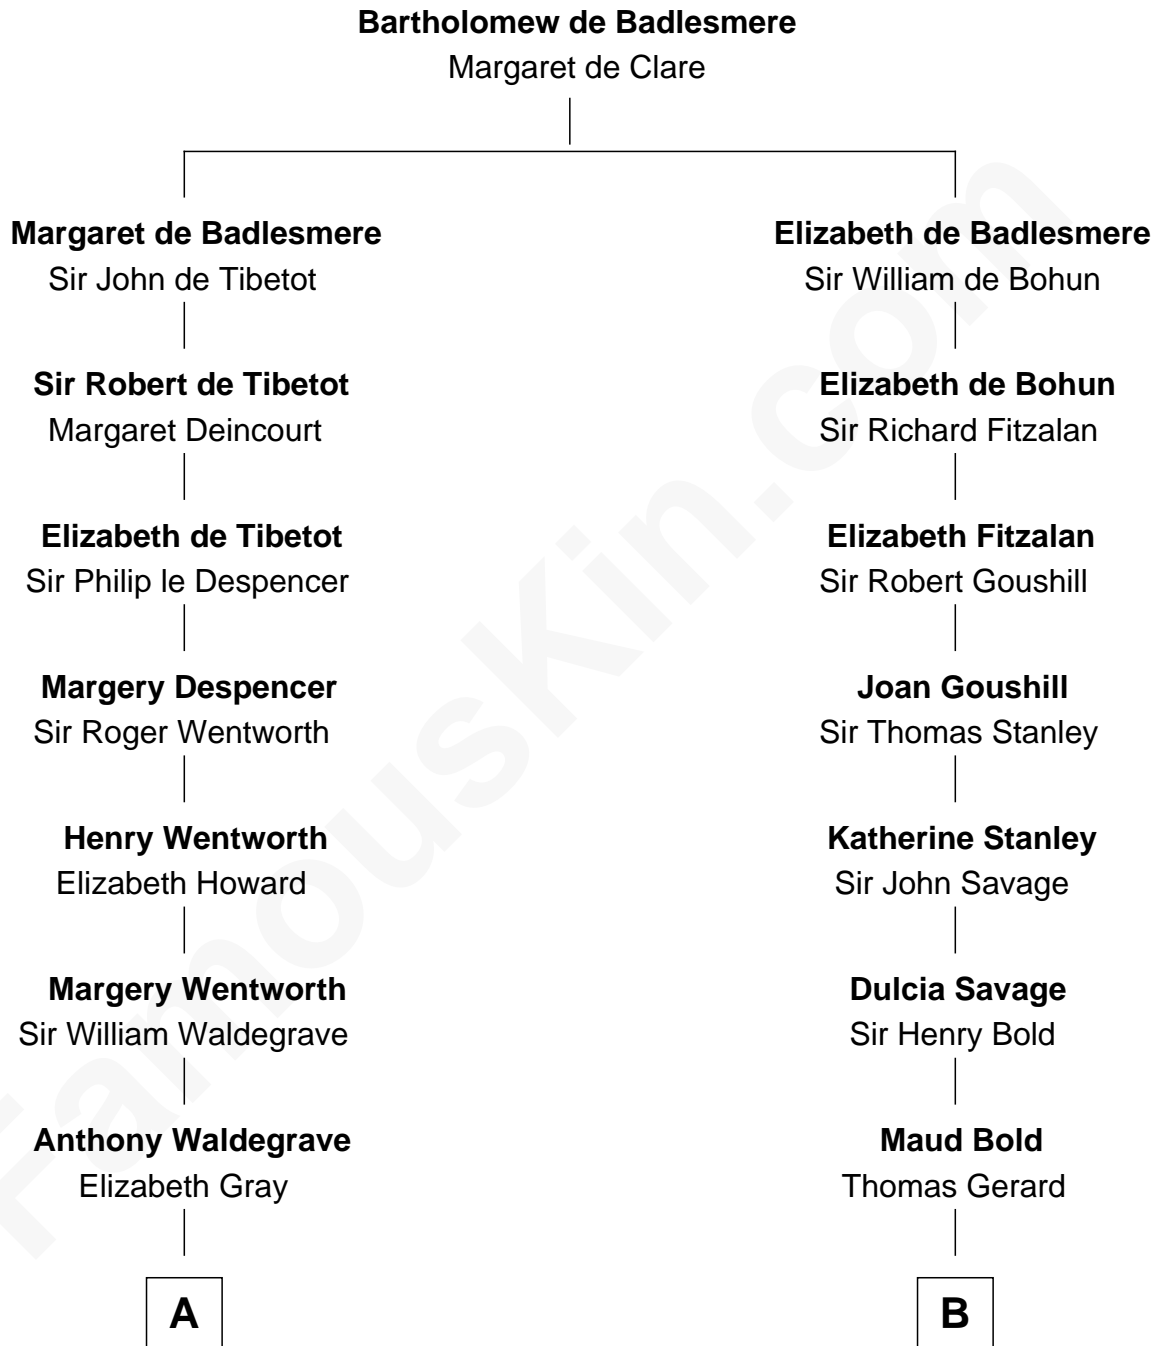 Bartholomew de Badlesmere
Margaret de Clare
Margaret de Badlesmere
Sir John de Tibetot
Elizabeth de Badlesmere
Sir William de Bohun
Sir Robert de Tibetot
Margaret Deincourt
Elizabeth de Bohun
Sir Richard Fitzalan
Elizabeth de Tibetot
Sir Philip le Despencer
Elizabeth Fitzalan
Sir Robert Goushill
Margery Despencer
Sir Roger Wentworth
Joan Goushill
Sir Thomas Stanley
Henry Wentworth
Elizabeth Howard
Katherine Stanley
Sir John Savage
Margery Wentworth
Sir William Waldegrave
Dulcia Savage
Sir Henry Bold
Anthony Waldegrave
Elizabeth Gray
Maud Bold
Thomas Gerard
A
B
FamousKin.com